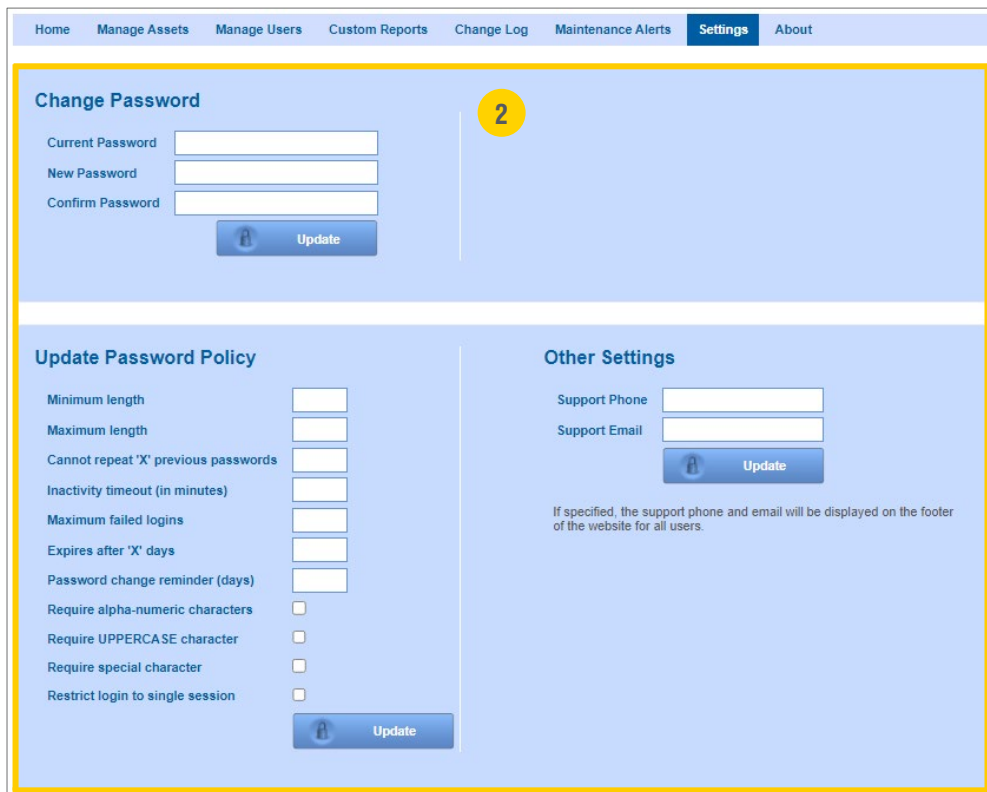 Home Manage Assets Manage Users Custom Reports Change Log Maintenance Alerts Settings About
Change Password
2
Current Password
New Password
Confirm Password
Update
Update Password Policy
Minimum length
Maximum length
Cannot repeat 'X' previous passwords
Inactivity timeout (in minutes)
Maximum failed logins
Expires after 'X' days
Password change reminder (days)
Require alpha-numeric characters
Require UPPERCASE character
Require special character
Restrict login to single session
Update
Other Settings
Support Phone
Support Email
Update
If specified, the support phone and email will be displayed on the footer
of the website for all users.